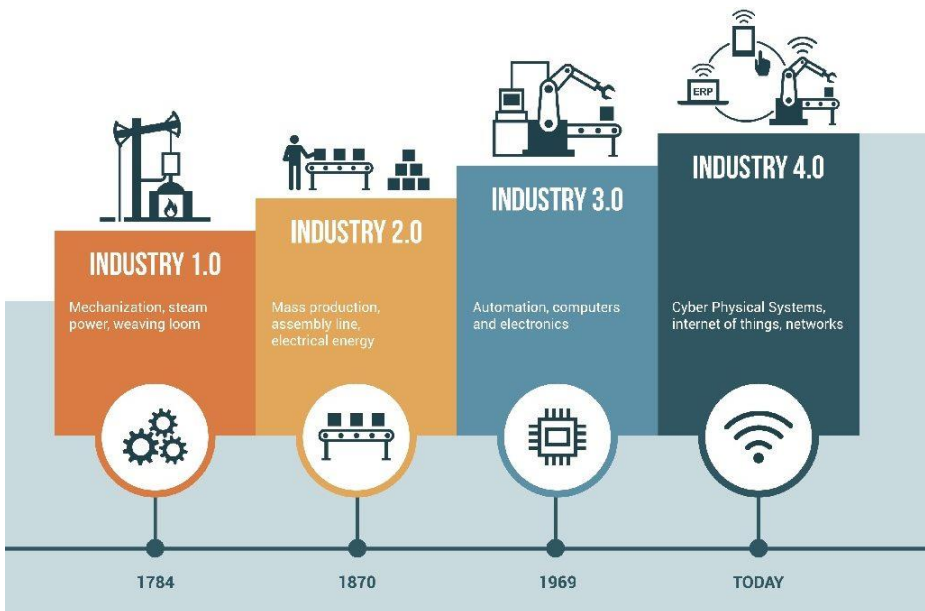 ERP
INDUSTRY 1.0
Mechanization, steam
power, weaving loom
INDUSTRY 2.0
Mass production,
assembly line,
electrical energy
INDUSTRY 3.0
Automation, computers
and electronics
INDUSTRY 4.0
Cyber Physical Systems,
internet of things, networks
1784
1870
1969
TODAY